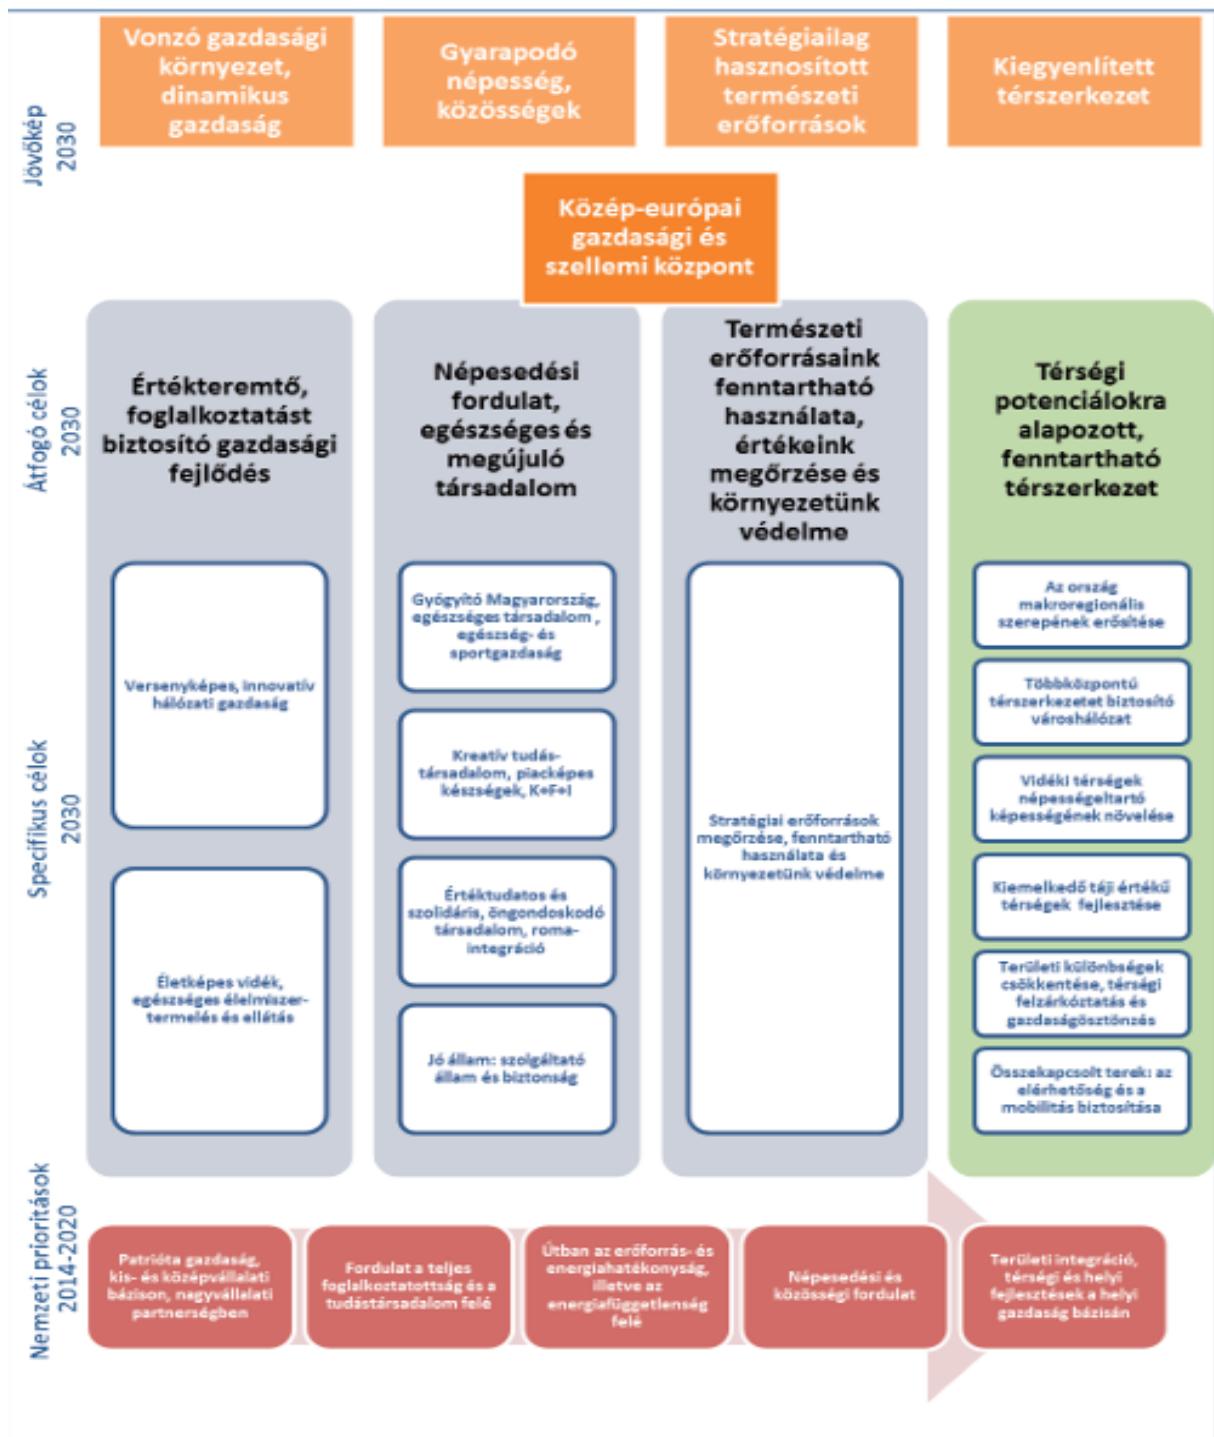 Jövőkép
2030
Vonzó gazdasági
környezet,
dinamikus
gazdaság
Gyarapodó
népesség,
közösségek
Stratégiailag
hasznosított
természeti
erőforrások
Kiegyenlített
térszerkezet
Közép-európai
gazdasági és
szellemi központ
Átfogó célok
2030
Értékteremtő,
foglalkoztatást
biztosító gazdasági
fejlődés
Népesedési
fordulat,
egészséges és
megújuló
társadalom
Természeti
erőforrásaink
fenntartható
használata,
értékeink
megőrzése és
környezetünk
védelme
Térségi
potenciálokra
alapozott,
fenntartható
térszerkezet
Specifikus célok
2030
Versenyképes, innovatív
hálózati gazdaság
Életképes vidék,
egészséges élelmiszer-
termelés és ellátás
Gyógyító Magyarország,
egészséges társadalom ,
egészség- és
sportgazdaság
Kreatív tudás-
társadalom, piacképes
készségek, K+F+I
Értéktudatos és
szolidáris, öngondoskodó
társadalom, roma-
integráció
Jó állam: szolgáltató
állam és biztonság
Stratégiai erőforrások
megőrzése, fenntartható
használata és
környezetünk védelme
Az ország
makroregionális
szerepének erősítése
Többközpontú
térszerkezetet biztosító
városhálózat
Vidéki térségek
népességeltartó
képességének növelése
Kiemelkedő táji értékű
térségek fejlesztése
Területi különbségek
csökkentése, térségi
felzárkóztatás és
gazdaságösztönzés
Összekapcsolt terek: az
elérhetőség és a
mobilitás biztosítása
Nemzeti prioritások
2014-2020
Patrióta gazdaság,
kis- és középvállalati
bázison, nagyvállalati
partnerségben
Fordulat a teljes
foglalkoztatottság és a
tudástársadalom felé
Útban az erőforrás- és
energiahatékonyság,
illetve az
energiafüggetlenség
felé
Népesedési és
közösségi fordulat
Területi integráció,
térségi és helyi
fejlesztések a helyi
gazdaság bázisán